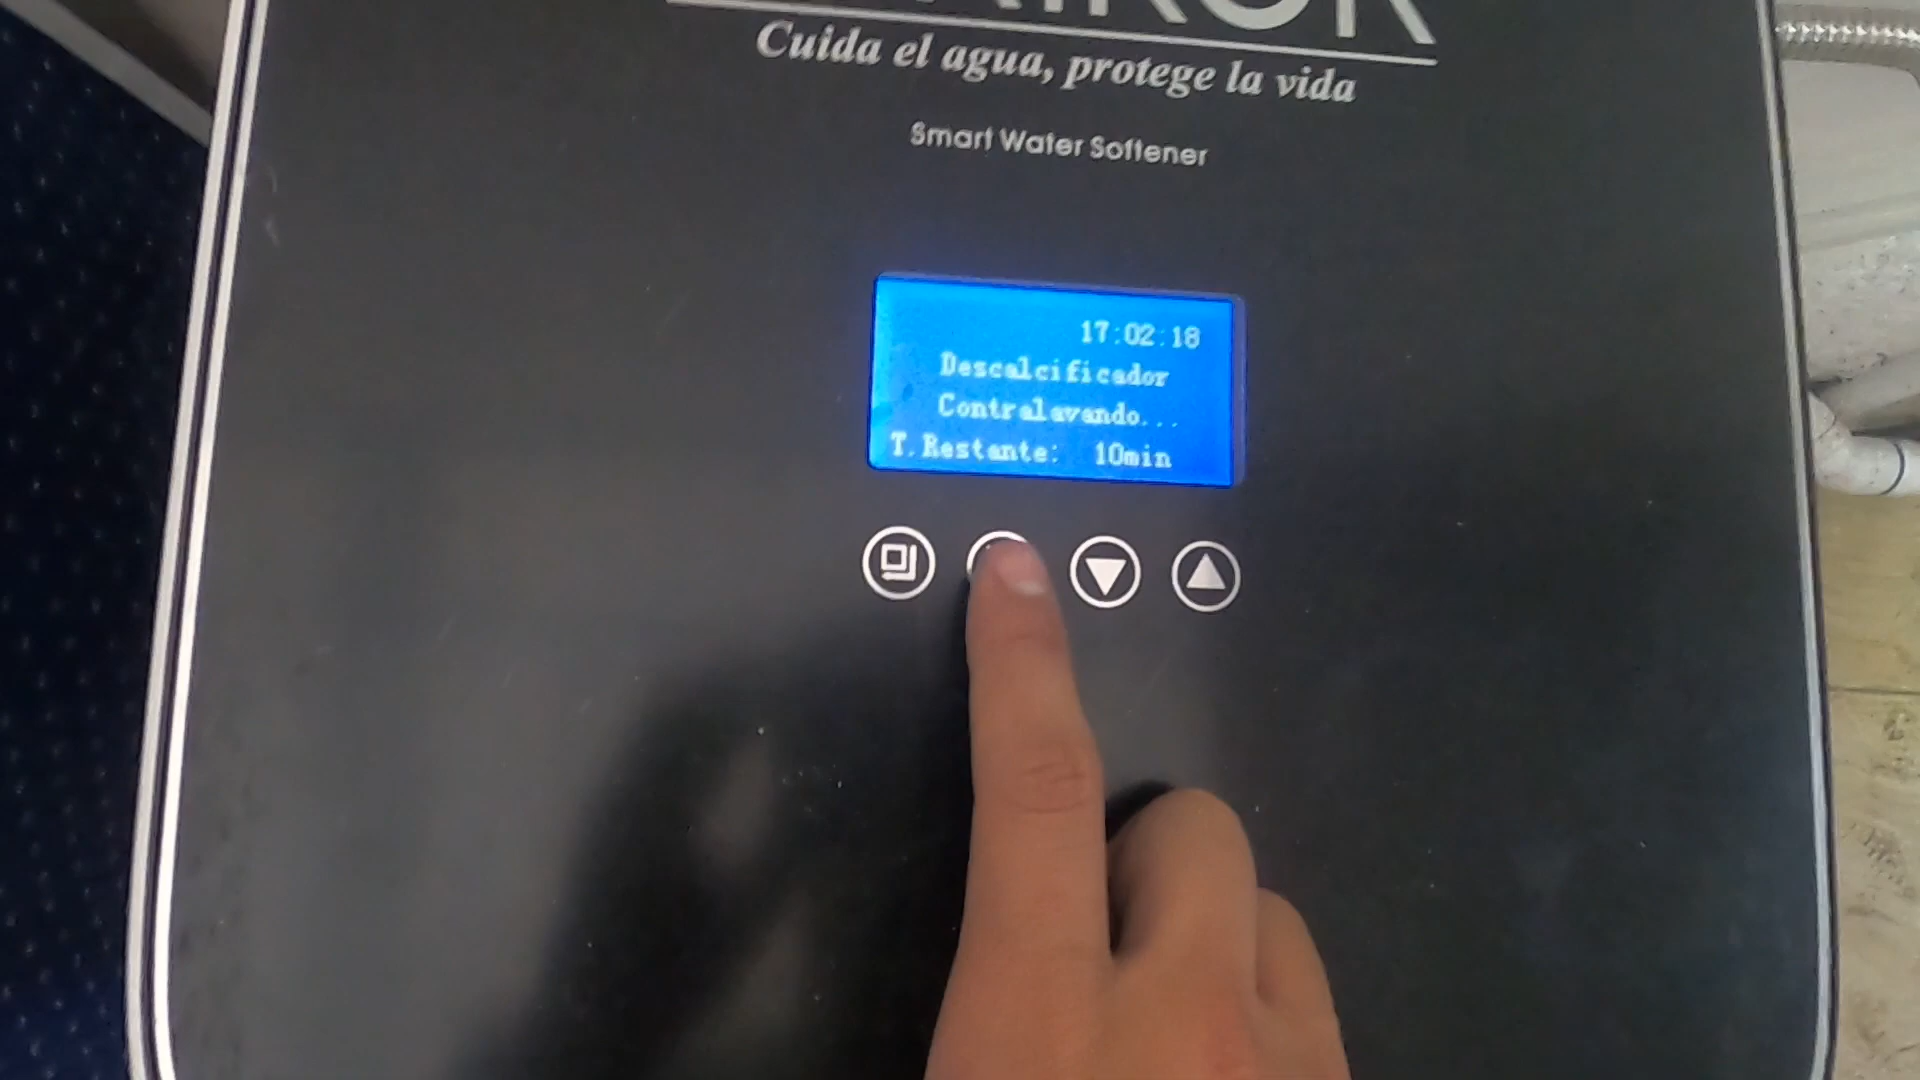 Cuida el agua, protege la vida
Smart Water Softener
17:02:18
Descalcificador
Contralavando...
T.Restante: 10min